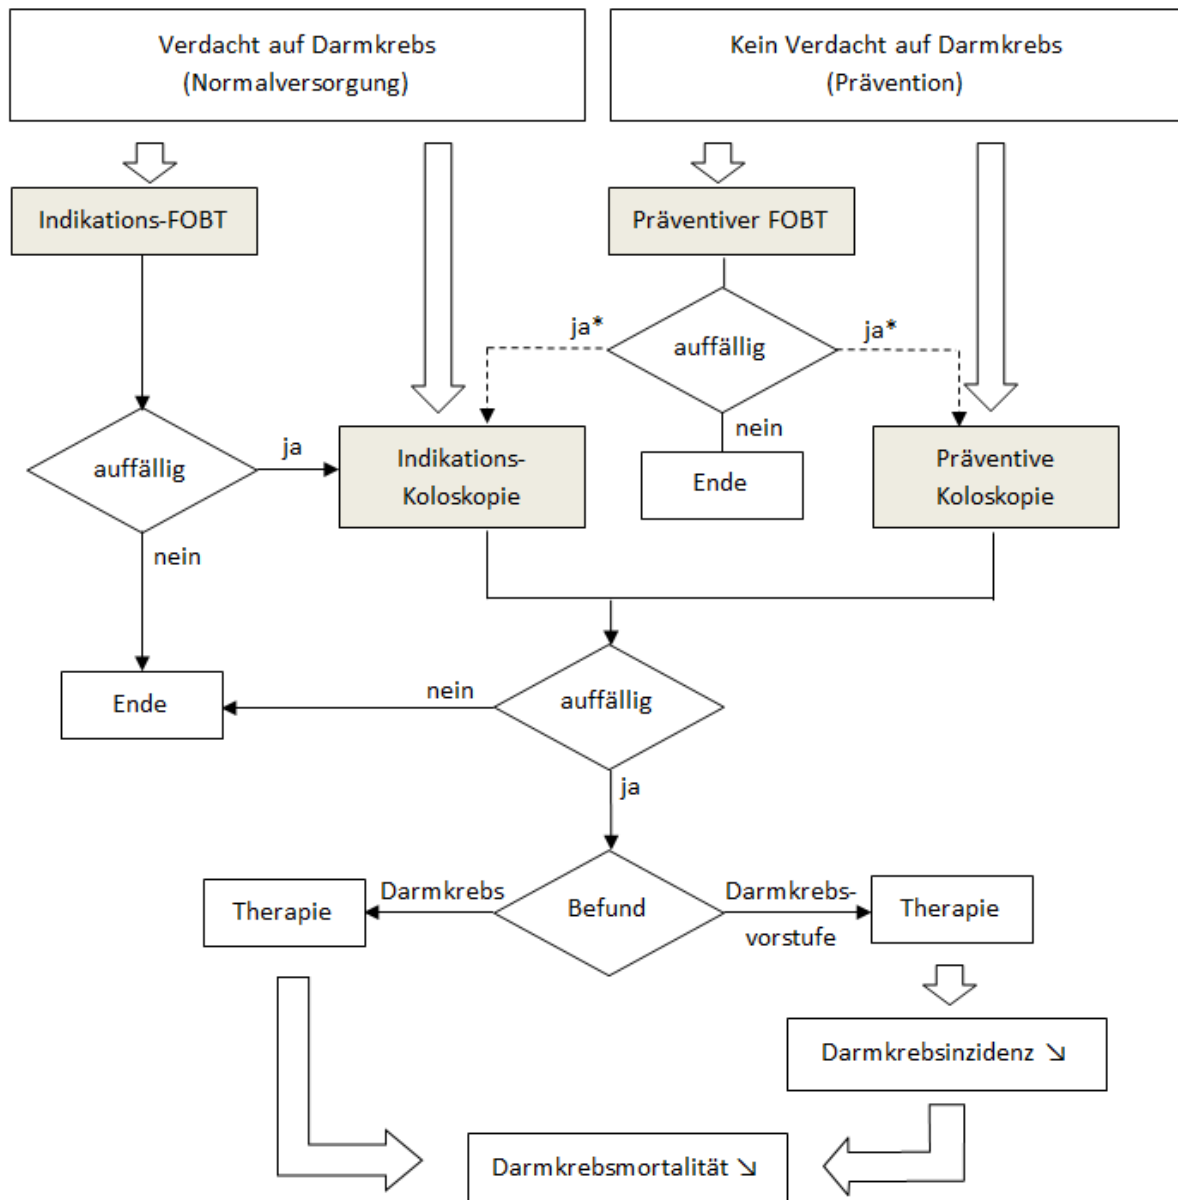 Verdacht auf Darmkrebs
(Normalversorgung)
Kein Verdacht auf Darmkrebs
(Prävention)
Indikations-FOBT
Präventiver FOBT
ja*
auffällig
ja*
nein
Ende
auffällig
ja
nein
Indikations-
Koloskopie
Präventive
Koloskopie
Ende
nein
auffällig
ja
Therapie
Darmkrebs
Befund
Darmkrebs-
vorstufe
Therapie
Darmkrebsinzidenz ↘
Darmkrebsmortalität ↘